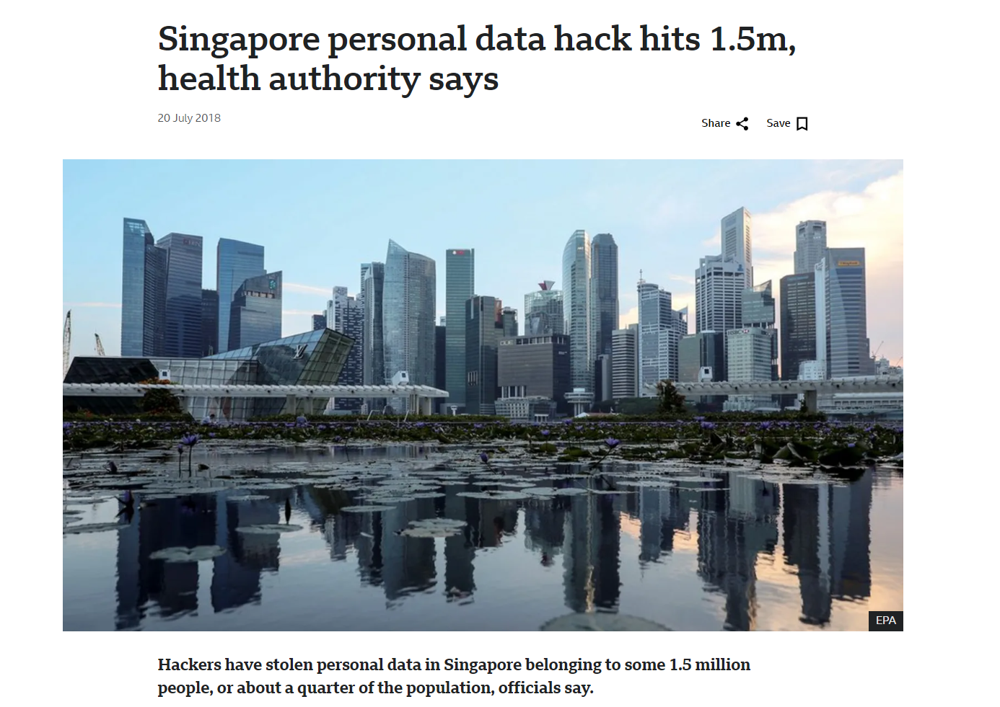 Singapore personal data hack hits 1.5m,
health authority says
20 July 2018
Share
Save
HSBC
EPA
Hackers have stolen personal data in Singapore belonging to some 1.5 million
people, or about a quarter of the population, officials say.